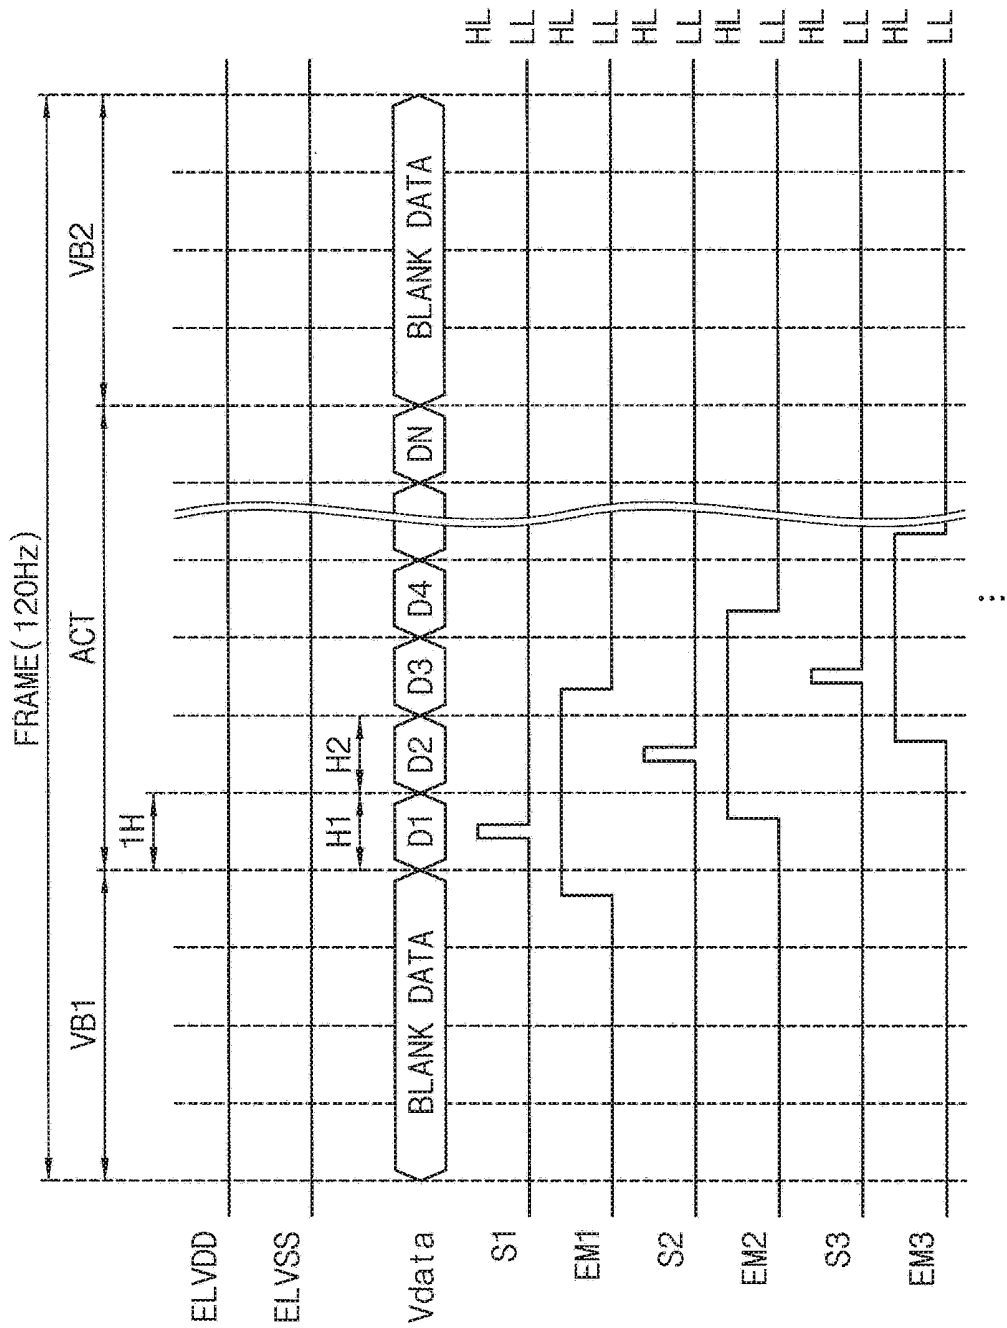 FRAME(120Hz)
VB1
ACT
VB2
1H
H1
H2
ELVDD
ELVSS
Vdata
BLANK DATA
D1
D2
D3
D4
DN
BLANK DATA
S1
HL
LL
EM1
HL
LL
S2
HL
LL
EM2
HL
LL
S3
HL
LL
EM3
HL
LL